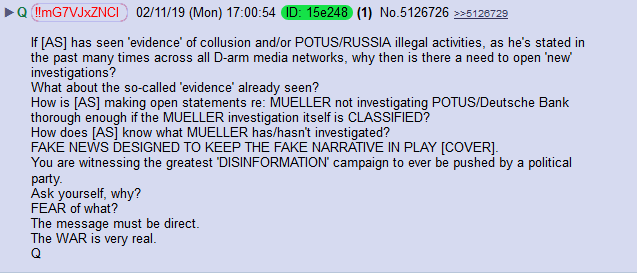 ▶Q !!mG7VJxZNCI 02/11/19 (Mon) 17:00:54 ID: 15e248 (1) No.5126726 >>5126729
If [AS] has seen 'evidence' of collusion and/or POTUS/RUSSIA illegal activities, as he's stated in
the past many times across all D-arm media networks, why then is there a need to open 'new'
investigations?
What about the so-called 'evidence' already seen?
How is [AS] making open statements re: MUELLER not investigating POTUS/Deutsche Bank
thorough enough if the MUELLER investigation itself is CLASSIFIED?
How does [AS] know what MUELLER has/hasn't investigated?
FAKE NEWS DESIGNED TO KEEP THE FAKE NARRATIVE IN PLAY [COVER].
You are witnessing the greatest 'DISINFORMATION' campaign to ever be pushed by a political
party.
Ask yourself, why?
FEAR of what?
The message must be direct.
The WAR is very real.
Q